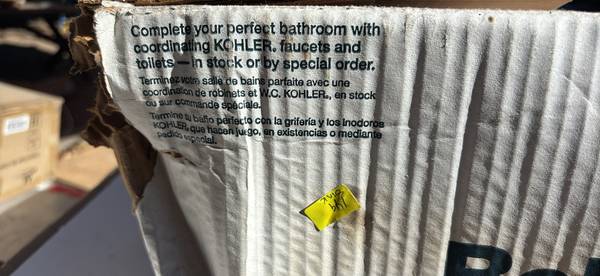 Complete your perfect bathroom with
coordinating KOHLER® faucets and
toilets — in stock or by special order.
Terminez votre salle de bains parfaite avec une
coordination de robinets et W.C. KOHLER®, en stock
ou sur commande spéciale.
Termine su baño perfecto con la grifería y los inodoros
KOHLER® que hacen juego, en existencias o mediante
pedido especial.